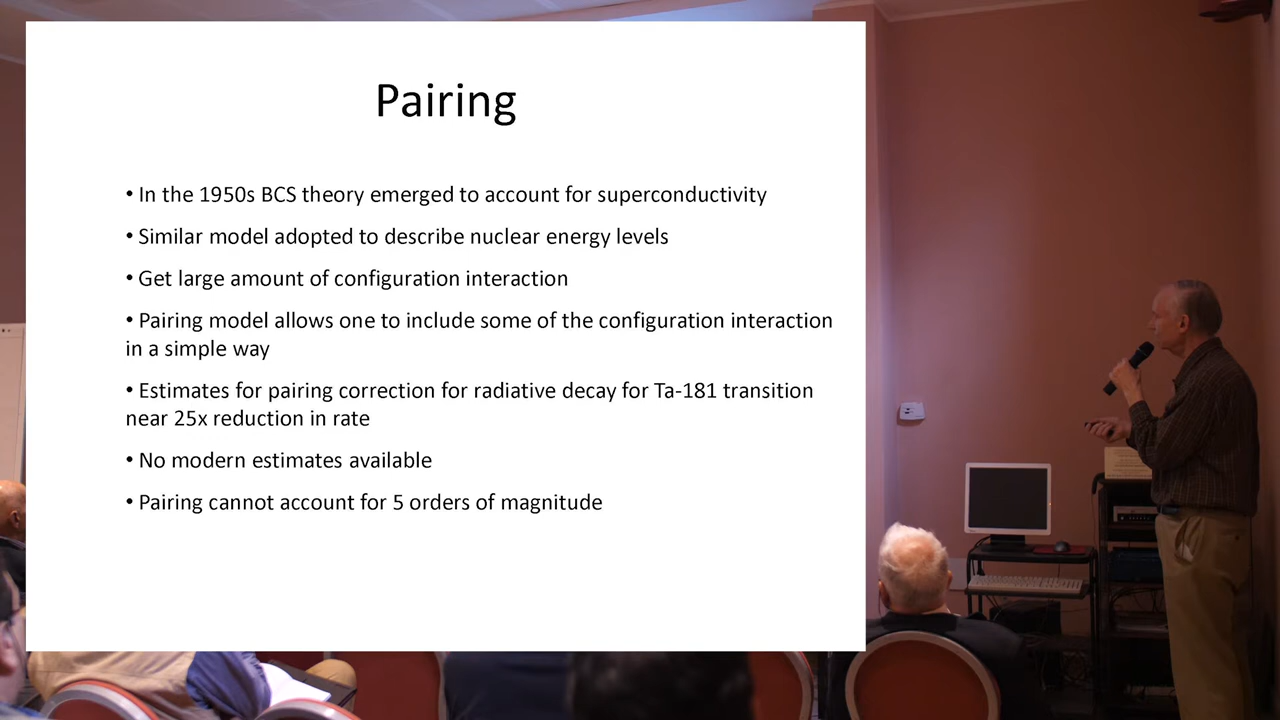 Pairing
• In the 1950s BCS theory emerged to account for superconductivity
• Similar model adopted to describe nuclear energy levels
• Get large amount of configuration interaction
• Pairing model allows one to include some of the configuration interaction
in a simple way
• Estimates for pairing correction for radiative decay for Ta-181 transition
near 25x reduction in rate
• No modern estimates available
• Pairing cannot account for 5 orders of magnitude